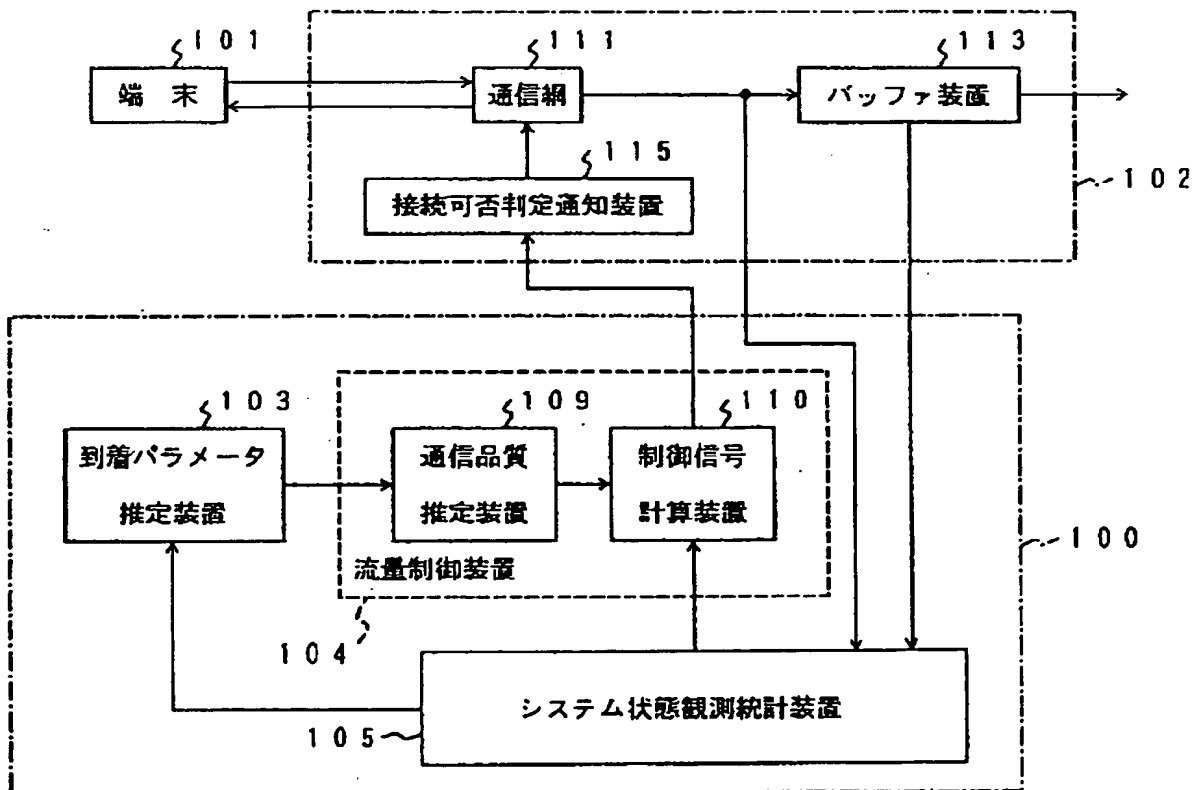 101
111
113
端末
通信網
バッファ装置
115
接続可否判定通知装置
102
103
109
110
到着パラメータ
推定装置
通信品質
推定装置
制御信号
計算装置
流量制御装置
100
104
システム状態観測統計装置
105